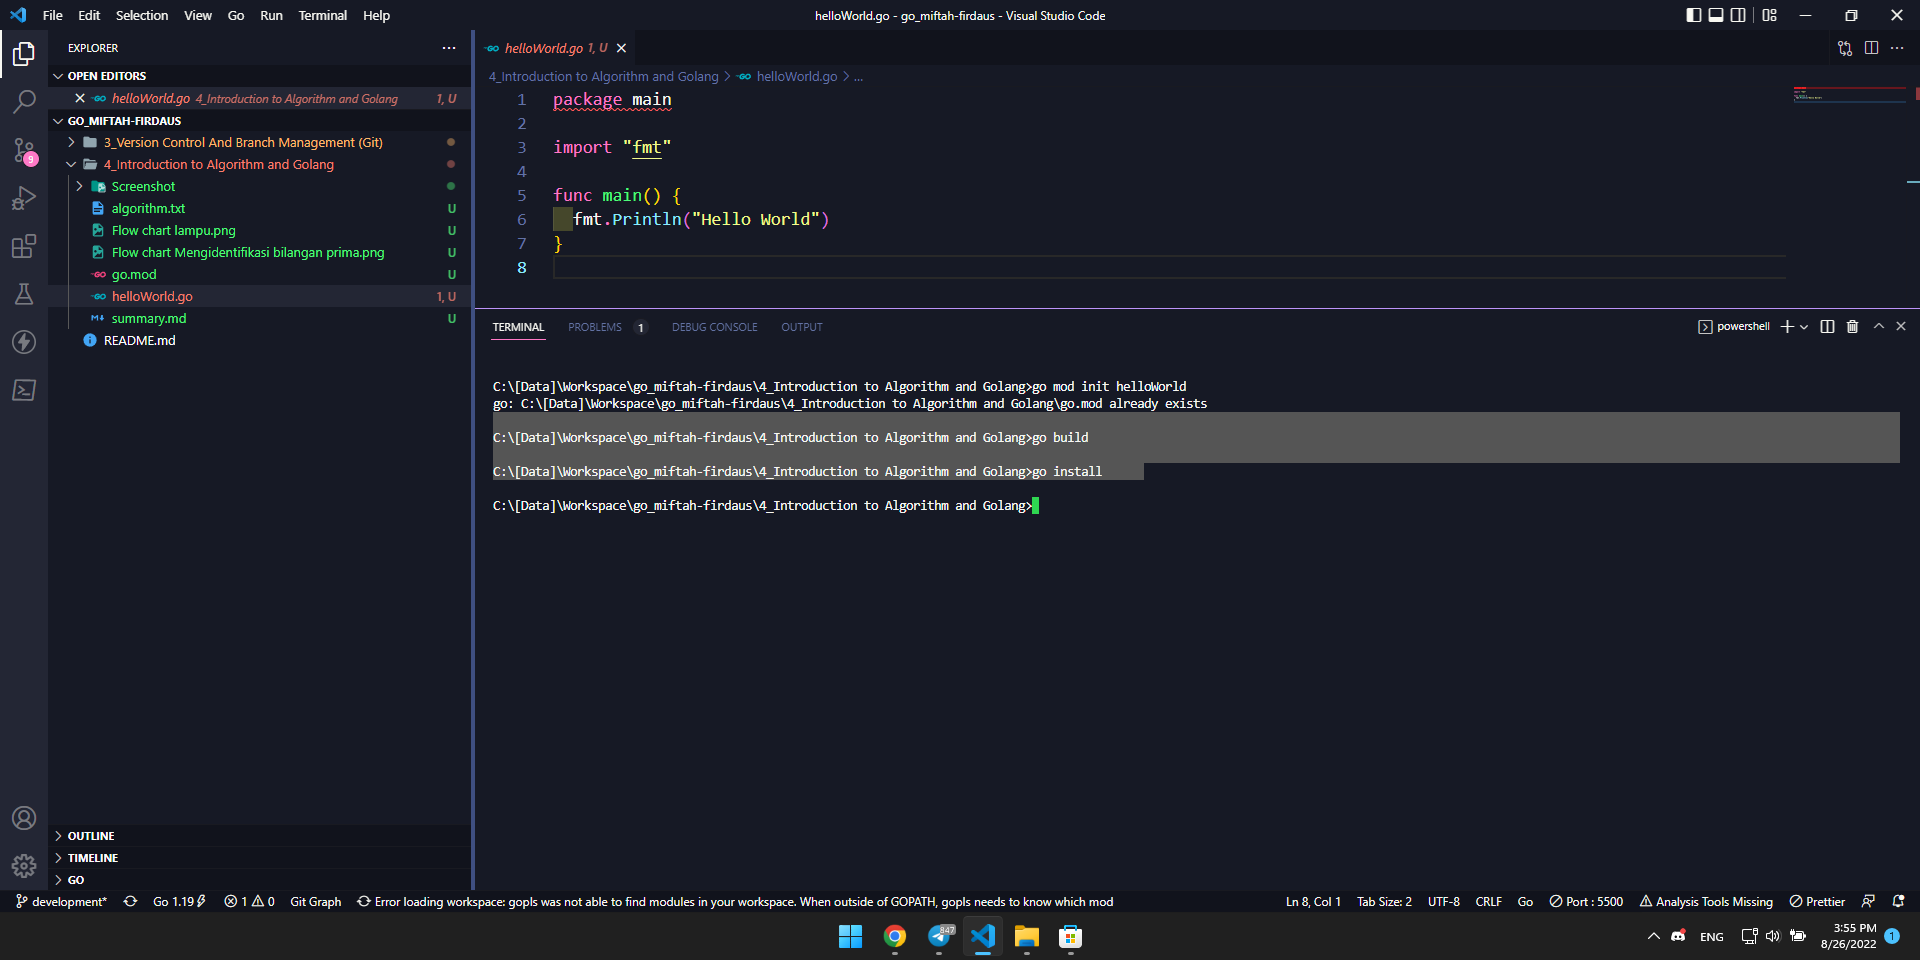 File Edit Selection View Go Run Terminal Help
helloWorld.go - go_miftah-firdaus - Visual Studio Code
EXPLORER
OPEN EDITORS
helloWorld.go 4_Introduction to Algorithm and Golang 1, U
GO_MIFTAH-FIRDAUS
3_Version Control And Branch Management (Git)
4_Introduction to Algorithm and Golang
Screenshot
algorithm.txt U
Flow chart lampu.png U
Flow chart Mengidentifikasi bilangan prima.png U
go.mod U
helloWorld.go 1, U
summary.md U
README.md
OUTLINE
TIMELINE
GO
9
helloWorld.go 1, U
4_Introduction to Algorithm and Golang > helloWorld.go > ...
1 package main
2
3 import "fmt"
4
5 func main() {
6 fmt.Println("Hello World")
7 }
8
TERMINAL PROBLEMS 1 DEBUG CONSOLE OUTPUT
powershell
C:\[Data]\Workspace\go_miftah-firdaus\4_Introduction to Algorithm and Golang>go mod init helloWorld
go: C:\[Data]\Workspace\go_miftah-firdaus\4_Introduction to Algorithm and Golang\go.mod already exists
C:\[Data]\Workspace\go_miftah-firdaus\4_Introduction to Algorithm and Golang>go build
C:\[Data]\Workspace\go_miftah-firdaus\4_Introduction to Algorithm and Golang>go install
C:\[Data]\Workspace\go_miftah-firdaus\4_Introduction to Algorithm and Golang>
development* Go 1.19 1 0 Git Graph Error loading workspace: gopls was not able to find modules in your workspace. When outside of GOPATH, gopls needs to know which mod
Ln 8, Col 1 Tab Size: 2 UTF-8 CRLF Go Port : 5500 Analysis Tools Missing Prettier
847
ENG
3:55 PM
8/26/2022
1